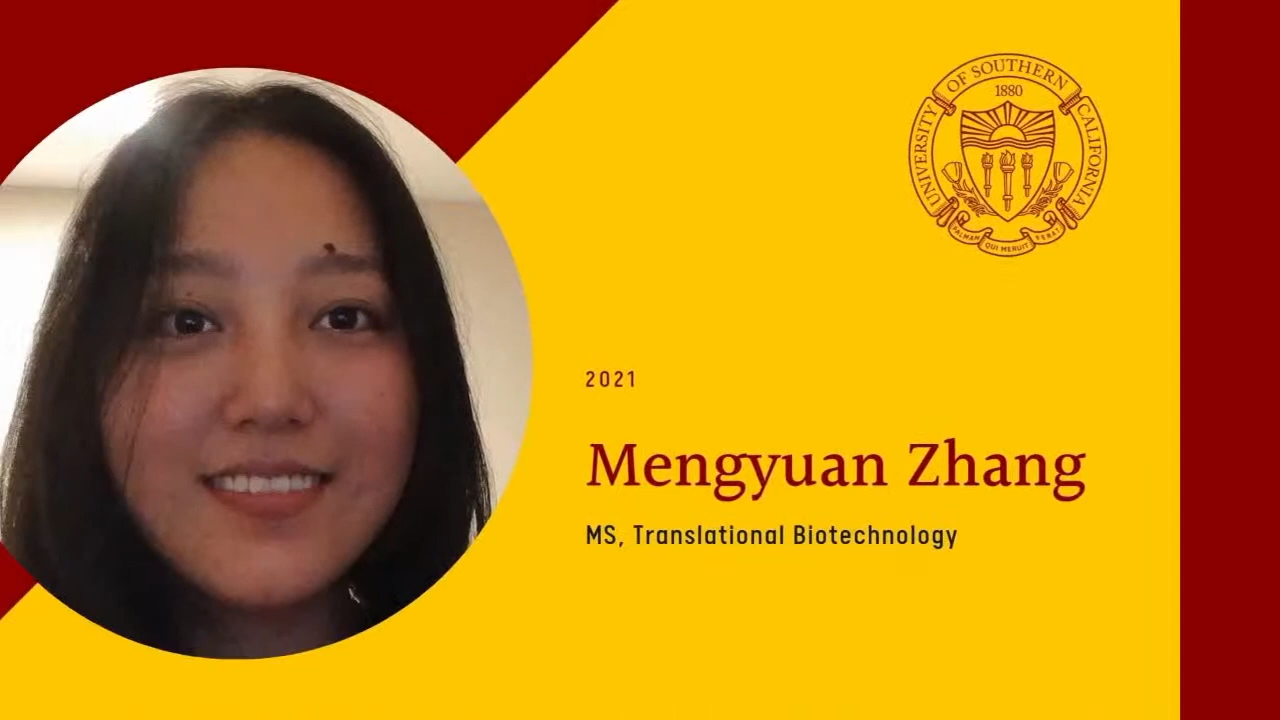 UNIVERSITY OF SOUTHERN CALIFORNIA
1880
PALMAM QUI MERUIT FERAT
2021
Mengyuan Zhang
MS, Translational Biotechnology